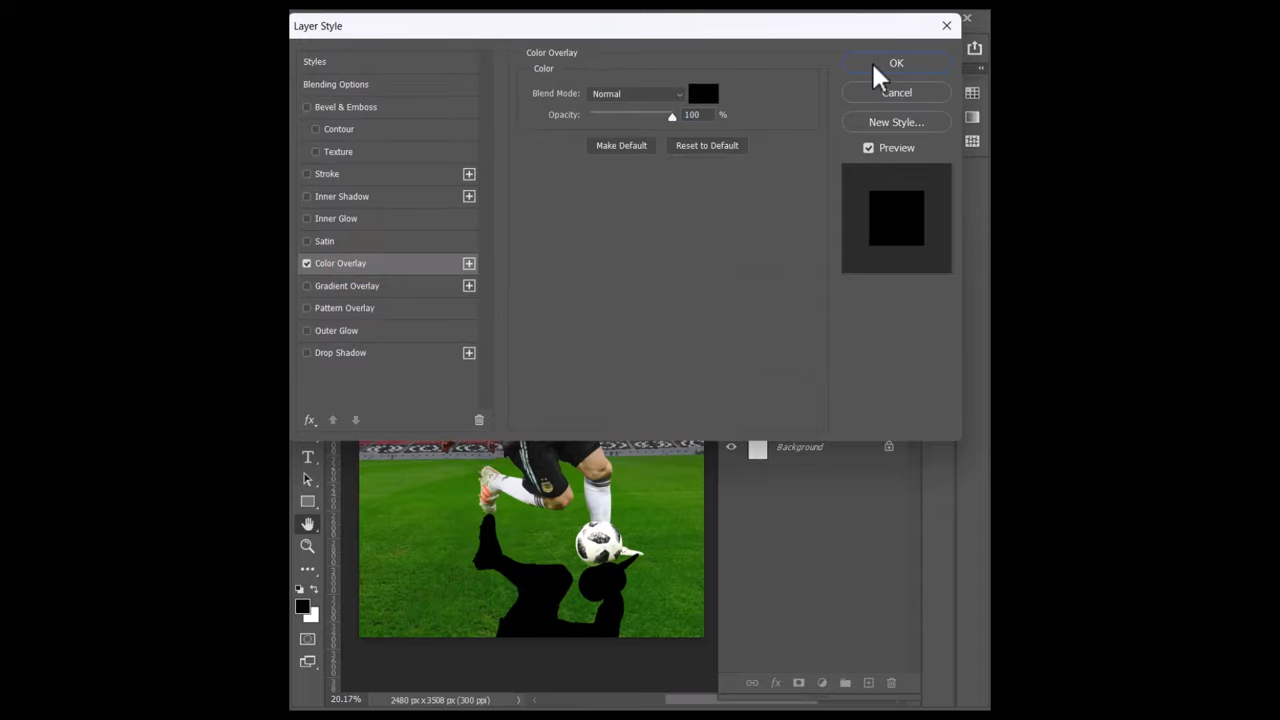 Layer Style
Styles
Blending Options
Bevel & Emboss
Contour
Texture
Stroke
Inner Shadow
Inner Glow
Satin
Color Overlay
Gradient Overlay
Pattern Overlay
Outer Glow
Drop Shadow
fx
Color Overlay
Color
Blend Mode: Normal
Opacity: 100 %
Make Default
Reset to Default
OK
Cancel
New Style...
Preview
Background
20.17%
2480 px x 3508 px (300 ppi)
fx